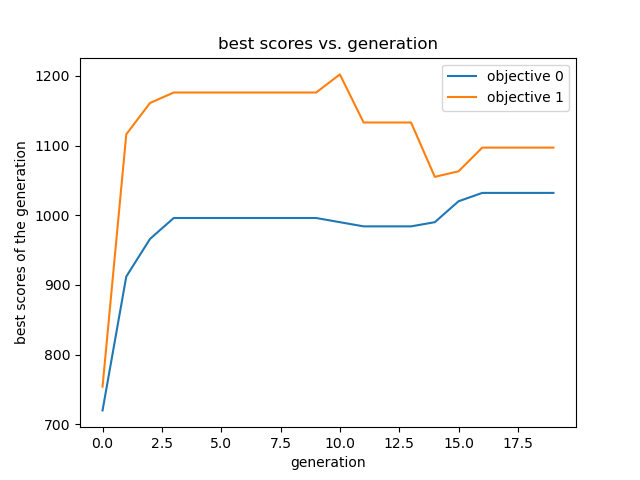 best scores vs. generation
objective 0
objective 1
best scores of the generation
1200
1100
1000
900
800
700
0.0 2.5 5.0 7.5 10.0 12.5 15.0 17.5
generation